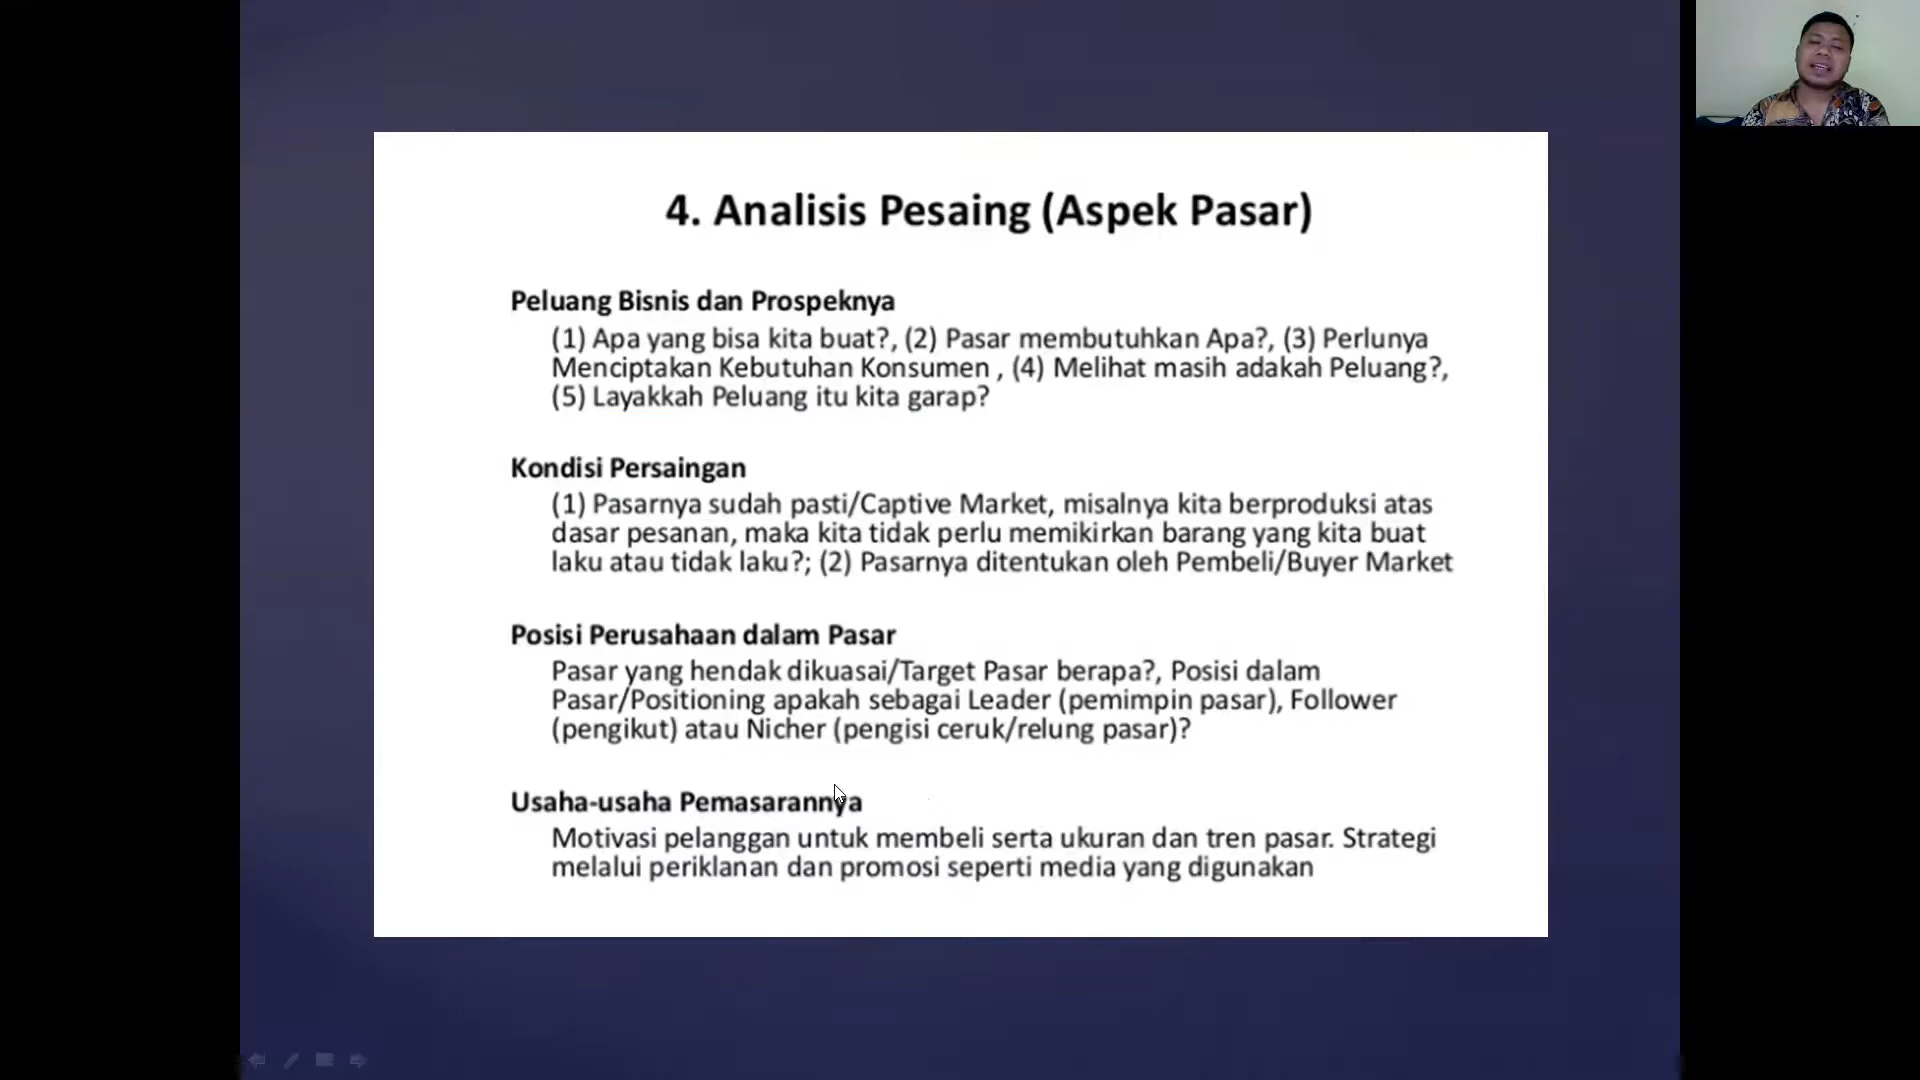 4. Analisis Pesaing (Aspek Pasar)
Peluang Bisnis dan Prospeknya
(1) Apa yang bisa kita buat?, (2) Pasar membutuhkan Apa?, (3) Perlunya
Menciptakan Kebutuhan Konsumen , (4) Melihat masih adakah Peluang?,
(5) Layakkah Peluang itu kita garap?
Kondisi Persaingan
(1) Pasarnya sudah pasti/Captive Market, misalnya kita berproduksi atas
dasar pesanan, maka kita tidak perlu memikirkan barang yang kita buat
laku atau tidak laku?; (2) Pasarnya ditentukan oleh Pembeli/Buyer Market
Posisi Perusahaan dalam Pasar
Pasar yang hendak dikuasai/Target Pasar berapa?, Posisi dalam
Pasar/Positioning apakah sebagai Leader (pemimpin pasar), Follower
(pengikut) atau Nicher (pengisi ceruk/relung pasar)?
Usaha-usaha Pemasarannya
Motivasi pelanggan untuk membeli serta ukuran dan tren pasar. Strategi
melalui periklanan dan promosi seperti media yang digunakan